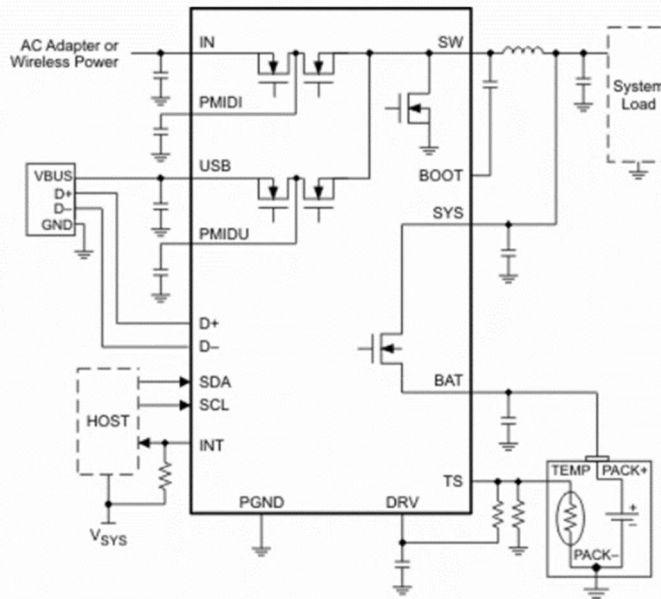 AC Adapter or
Wireless Power
IN
SW
PMIDI
System
Load
VBUS
D+
D–
GND
USB
BOOT
SYS
PMIDU
D+
D–
SDA
HOST
SCL
BAT
INT
TS
TEMP
PACK+
PGND
DRV
+
–
PACK–
VSYS